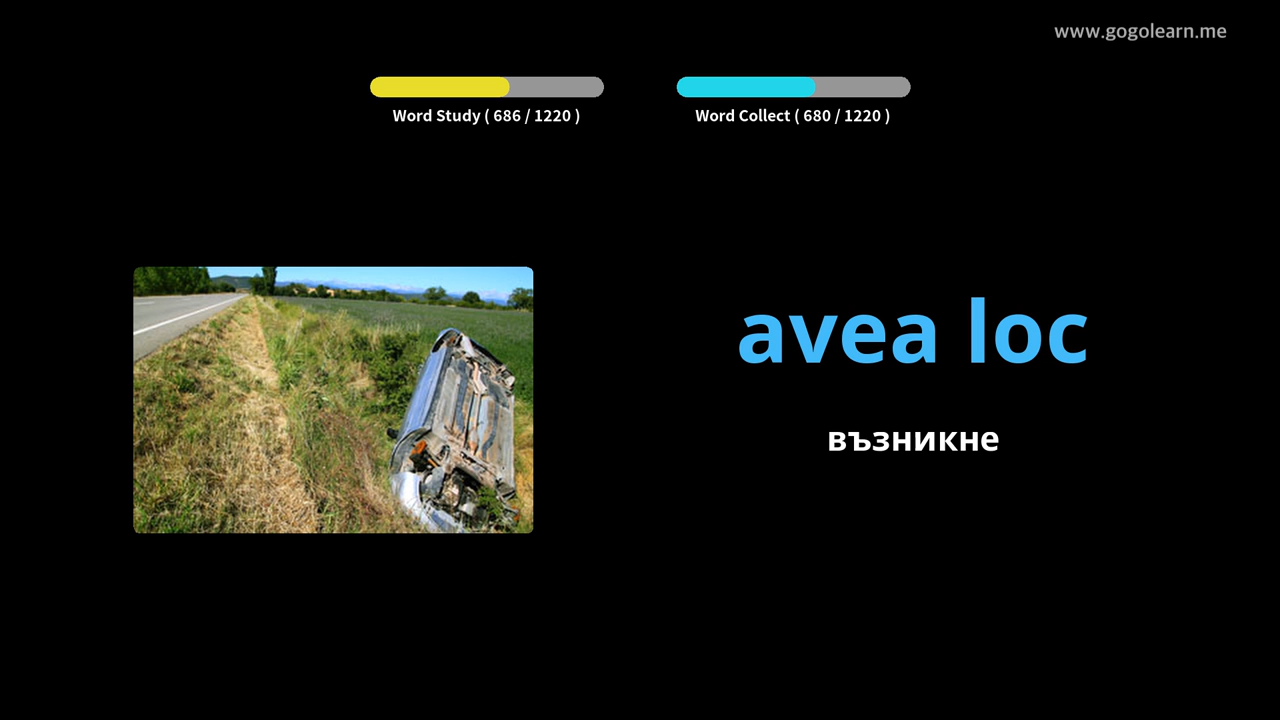 www.gogolearn.me
Word Study ( 686 / 1220 )
Word Collect ( 680 / 1220 )
avea loc
възникне